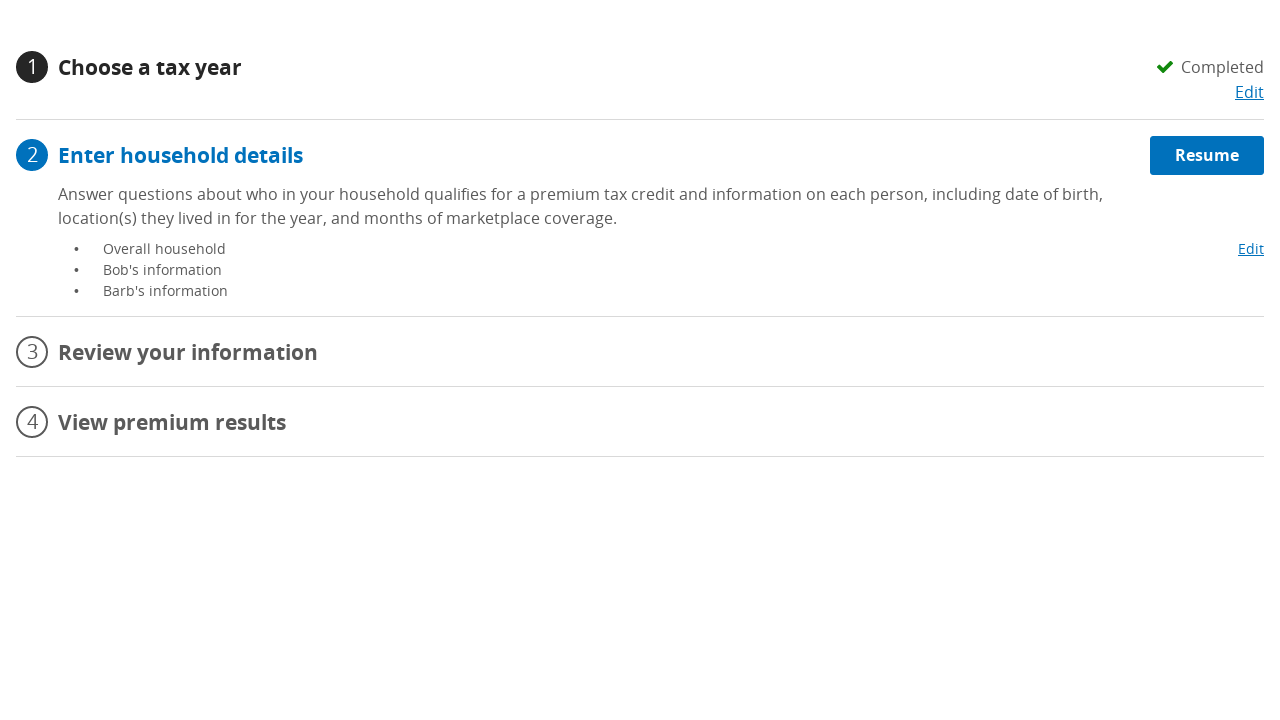 1 Choose a tax year Completed
Edit
2 Enter household details Resume
Answer questions about who in your household qualifies for a premium tax credit and information on each person, including date of birth,
location(s) they lived in for the year, and months of marketplace coverage.
• Overall household Edit
• Bob's information
• Barb's information
3 Review your information
4 View premium results